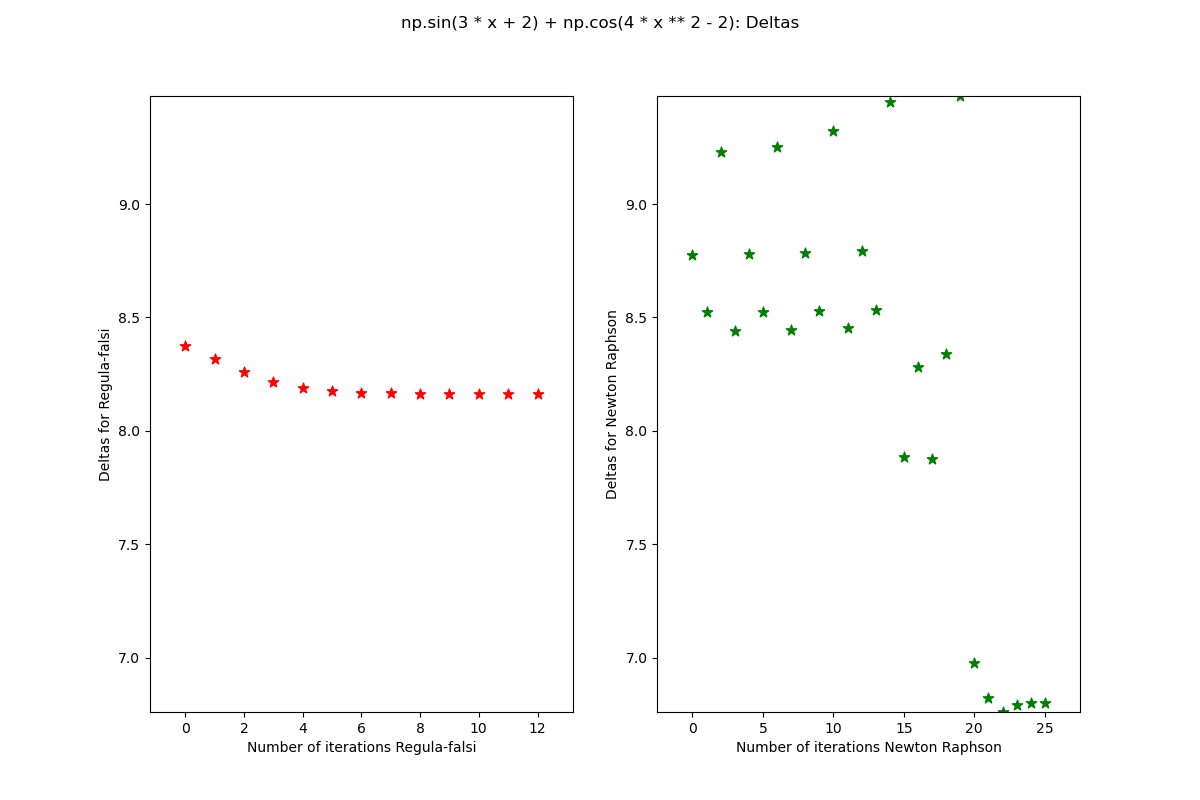 np.sin(3 * x + 2) + np.cos(4 * x ** 2 - 2): Deltas
Deltas for Regula-falsi
9.0
8.5
8.0
7.5
7.0
0 2 4 6 8 10 12
Number of iterations Regula-falsi
Deltas for Newton Raphson
9.0
8.5
8.0
7.5
7.0
0 5 10 15 20 25
Number of iterations Newton Raphson